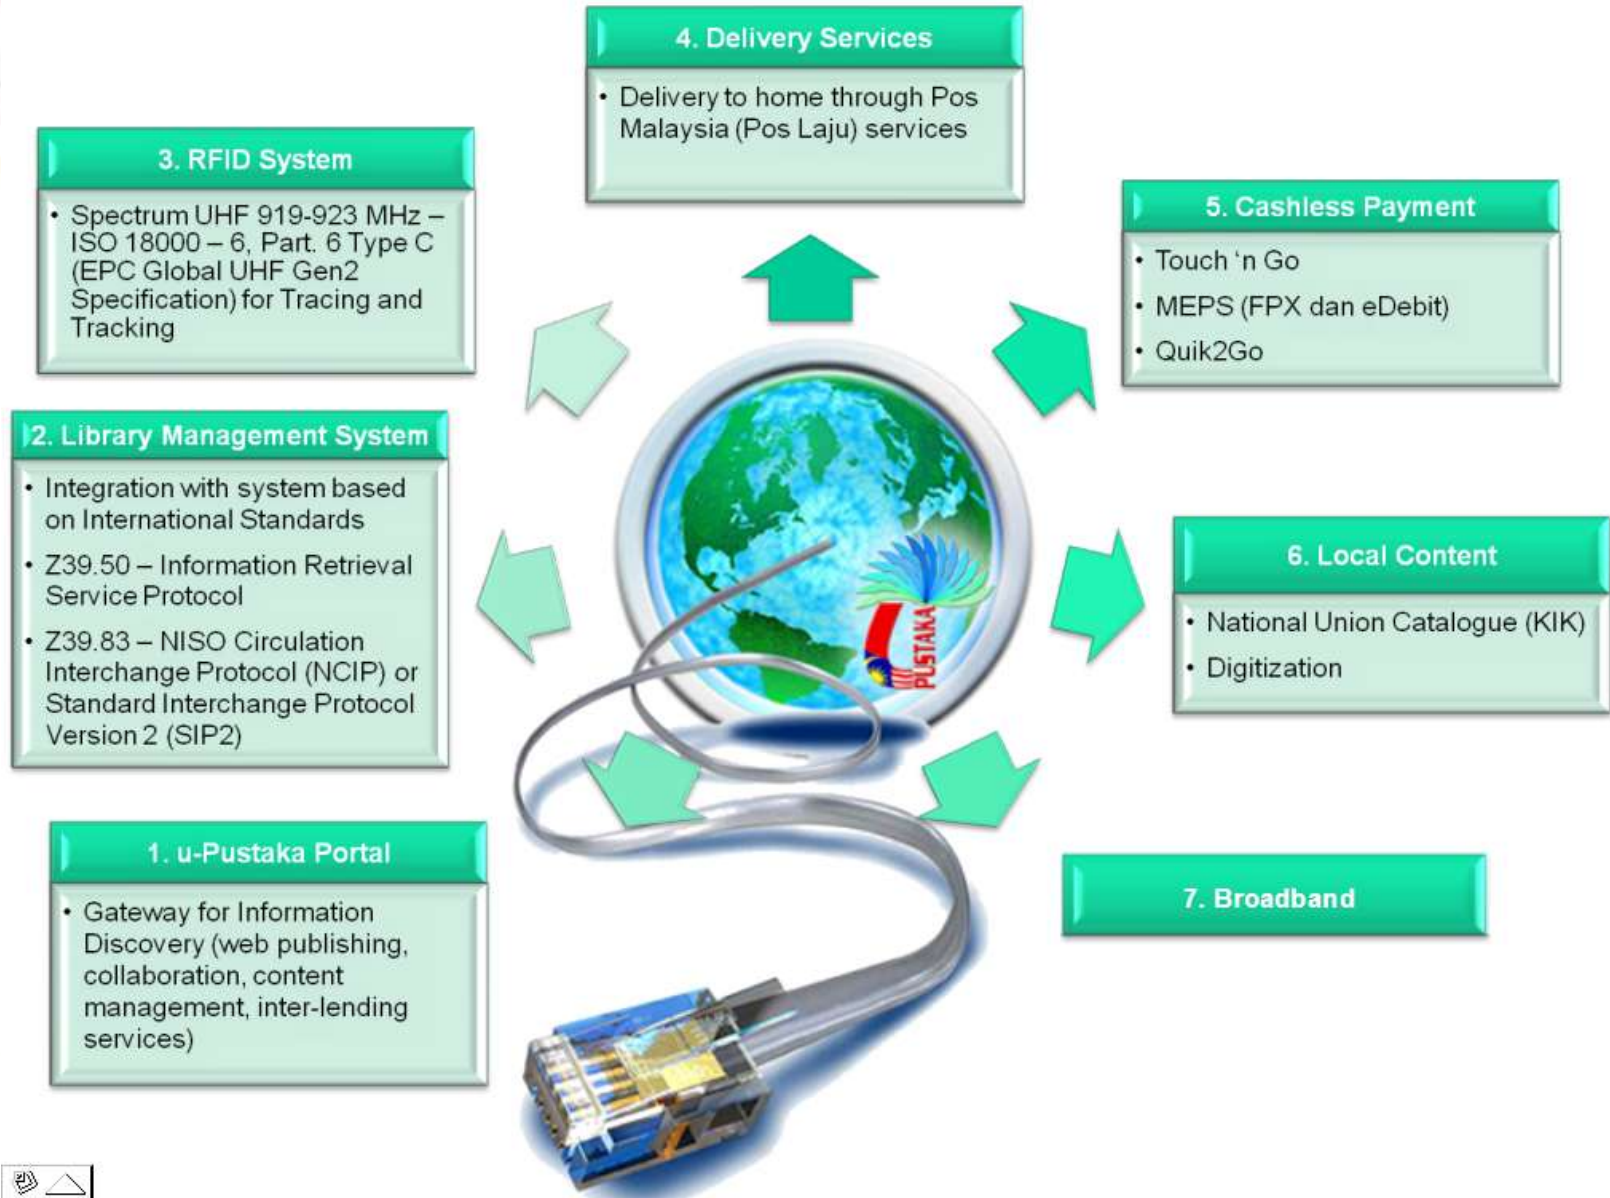 4. Delivery Services
• Delivery to home through Pos
Malaysia (Pos Laju) services
3. RFID System
• Spectrum UHF 919-923 MHz –
ISO 18000 – 6, Part. 6 Type C
(EPC Global UHF Gen2
Specification) for Tracing and
Tracking
5. Cashless Payment
• Touch ‘n Go
• MEPS (FPX dan eDebit)
• Quik2Go
2. Library Management System
• Integration with system based
on International Standards
• Z39.50 – Information Retrieval
Service Protocol
• Z39.83 – NISO Circulation
Interchange Protocol (NCIP) or
Standard Interchange Protocol
Version 2 (SIP2)
PUSTAKA
6. Local Content
• National Union Catalogue (KIK)
• Digitization
1. u-Pustaka Portal
• Gateway for Information
Discovery (web publishing,
collaboration, content
management, inter-lending
services)
7. Broadband